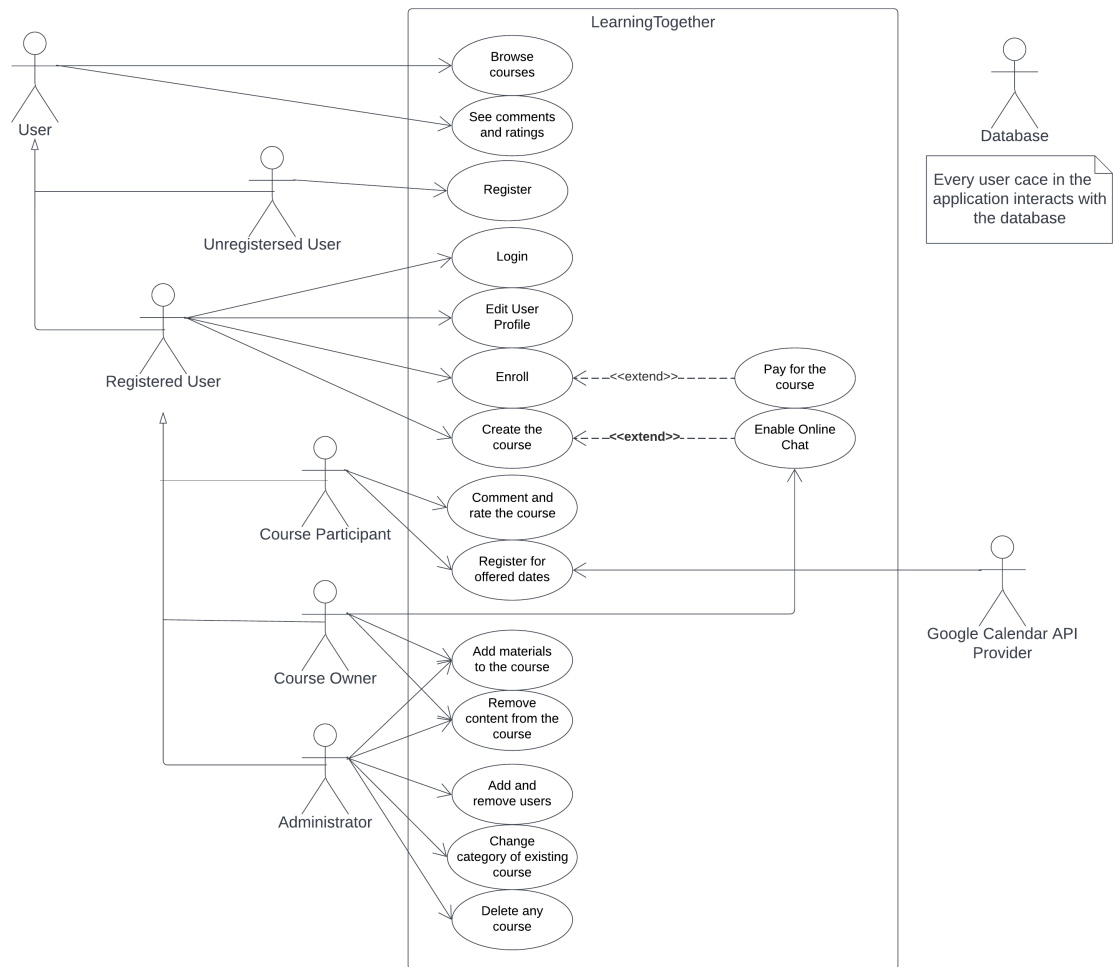 LearningTogether
Browse
courses
See comments
and ratings
User
Database
Every user cace in the
application interacts with
the database
Register
Unregistersed User
Login
Edit User
Profile
Registered User
Enroll
<<extend>>
Pay for the
course
Create the
course
<<extend>>
Enable Online
Chat
Comment and
rate the course
Course Participant
Register for
offered dates
Google Calendar API
Provider
Add materials
to the course
Course Owner
Remove
content from the
course
Add and
remove users
Administrator
Change
category of existing
course
Delete any
course